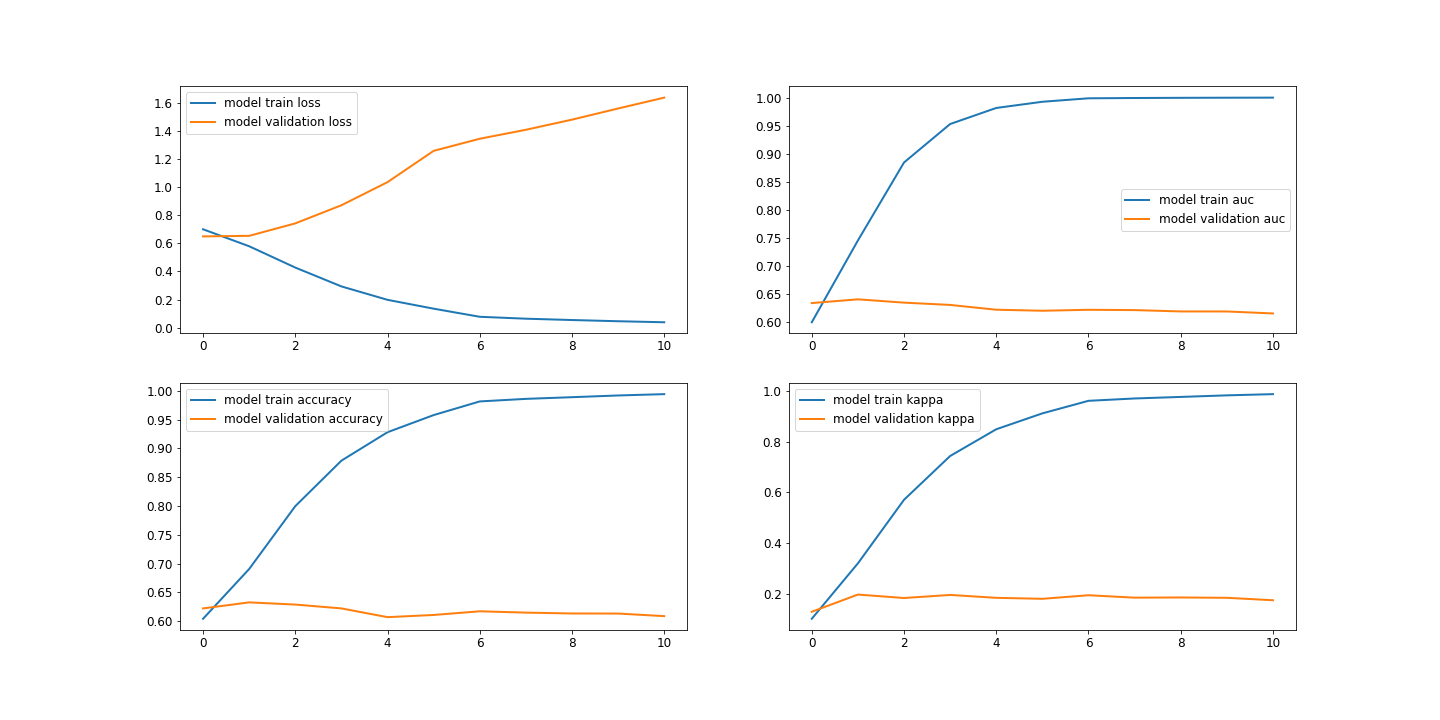 model train loss
model validation loss
1.6
1.4
1.2
1.0
0.8
0.6
0.4
0.2
0.0
0 2 4 6 8 10
model train auc
model validation auc
1.00
0.95
0.90
0.85
0.80
0.75
0.70
0.65
0.60
0 2 4 6 8 10
model train accuracy
model validation accuracy
1.00
0.95
0.90
0.85
0.80
0.75
0.70
0.65
0.60
0 2 4 6 8 10
model train kappa
model validation kappa
1.0
0.8
0.6
0.4
0.2
0 2 4 6 8 10